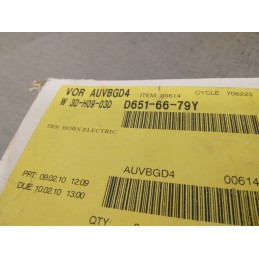 VOR AUVBGD4 ITEM: 00614 CYCLE: Y06223
W 3D-H09-03D D651-66-79Y
DES: HORN,ELECTRIC
AUVBGD4 00614
PRT: 09.02.10 12:09
DUE: 10.02.10 13:00
QTY: